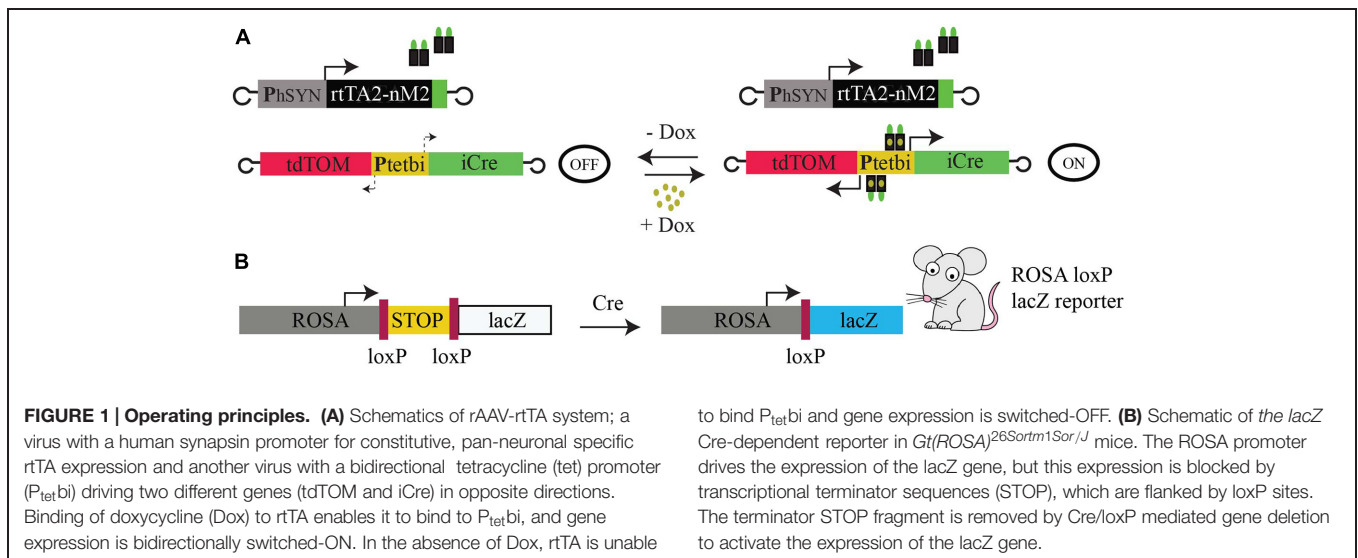 A
PhSYN rtTA2-nM2
PhSYN rtTA2-nM2
tdTOM Ptetbi iCre OFF
- Dox
+ Dox
tdTOM Ptetbi iCre ON
B
ROSA STOP lacZ
loxP loxP
Cre
ROSA lacZ
loxP
ROSA loxP
lacZ reporter
FIGURE 1 | Operating principles. (A) Schematics of rAAV-rtTA system; a
virus with a human synapsin promoter for constitutive, pan-neuronal specific
rtTA expression and another virus with a bidirectional tetracycline (tet) promoter
(Ptetbi) driving two different genes (tdTOM and iCre) in opposite directions.
Binding of doxycycline (Dox) to rtTA enables it to bind to Ptetbi, and gene
expression is bidirectionally switched-ON. In the absence of Dox, rtTA is unable
to bind Ptetbi and gene expression is switched-OFF. (B) Schematic of the lacZ
Cre-dependent reporter in Gt(ROSA)26Sortm1Sor/J mice. The ROSA promoter
drives the expression of the lacZ gene, but this expression is blocked by
transcriptional terminator sequences (STOP), which are flanked by loxP sites.
The terminator STOP fragment is removed by Cre/loxP mediated gene deletion
to activate the expression of the lacZ gene.